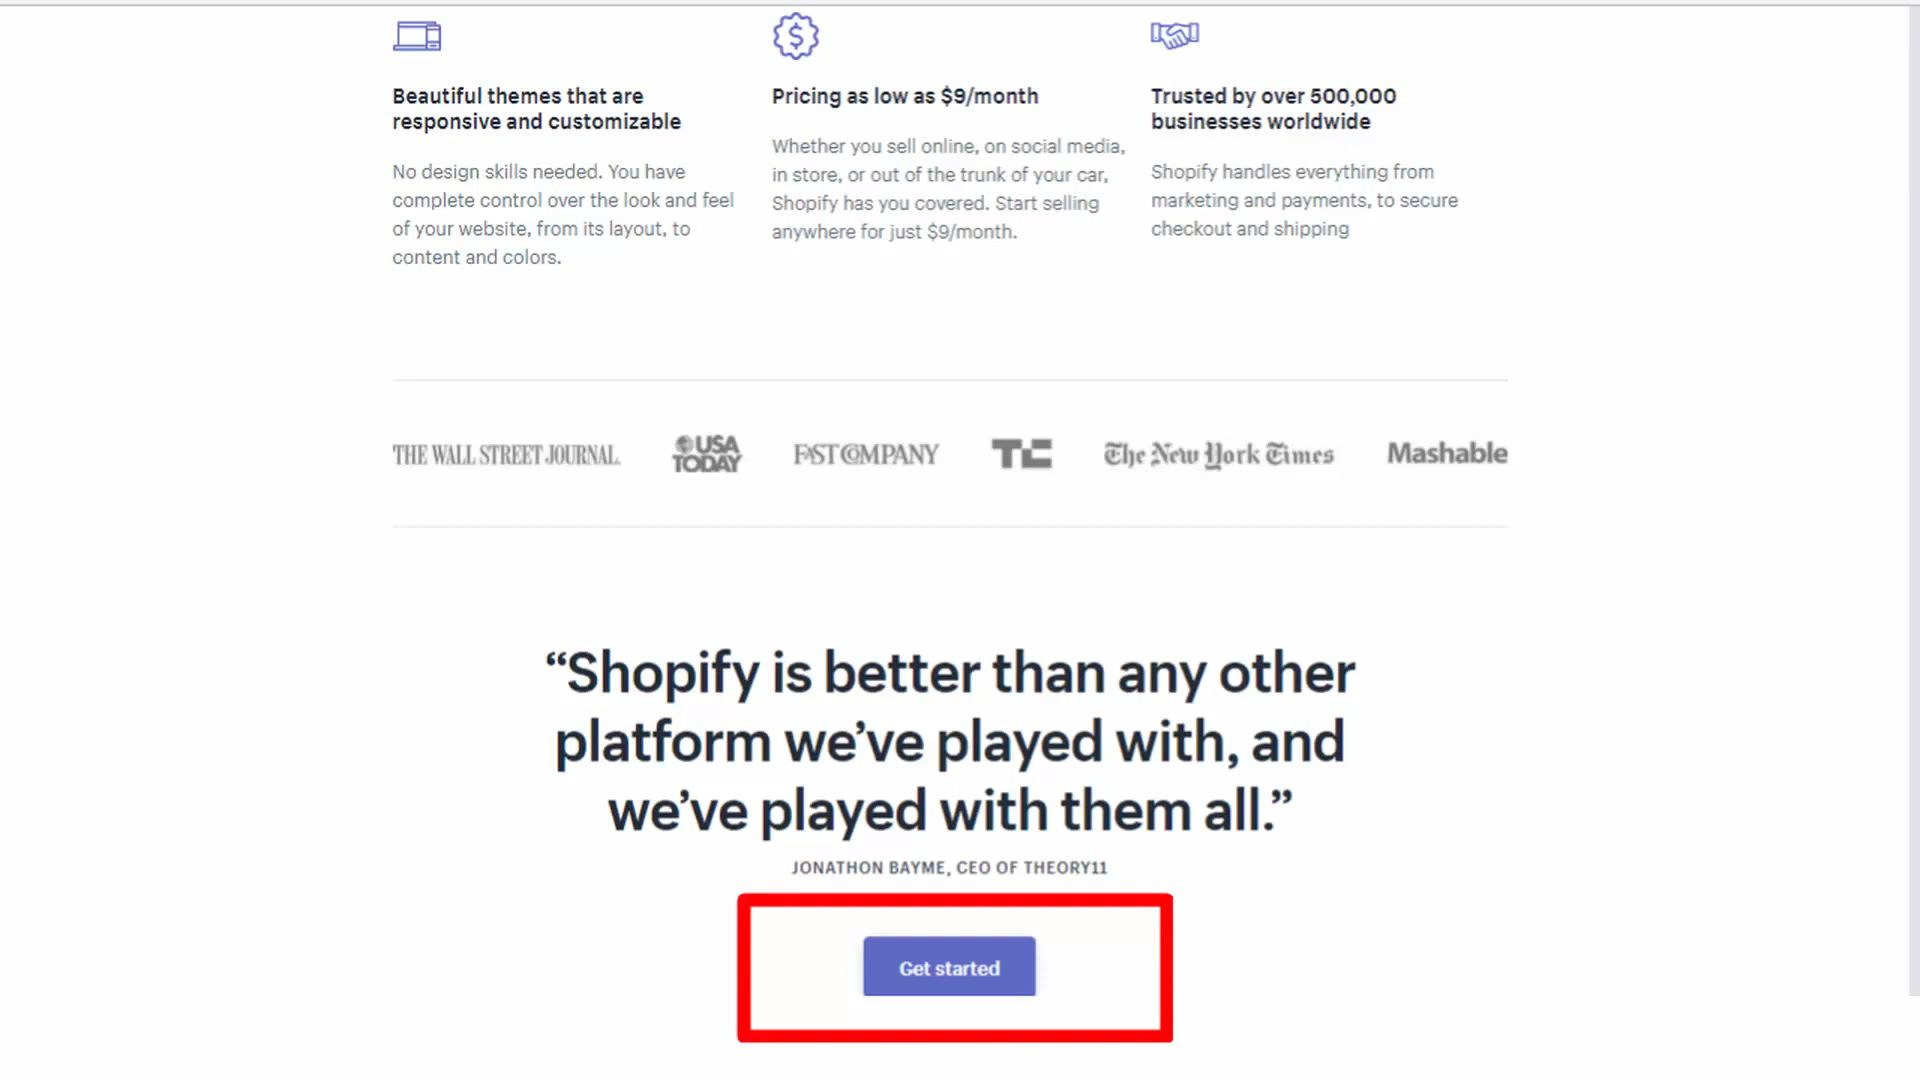 Beautiful themes that are
responsive and customizable
No design skills needed. You have
complete control over the look and feel
of your website, from its layout, to
content and colors.
$
Pricing as low as $9/month
Whether you sell online, on social media,
in store, or out of the trunk of your car,
Shopify has you covered. Start selling
anywhere for just $9/month.
Trusted by over 500,000
businesses worldwide
Shopify handles everything from
marketing and payments, to secure
checkout and shipping
THE WALL STREET JOURNAL.
USA
TODAY
FAST COMPANY
TC
The New York Times
Mashable
“Shopify is better than any other
platform we’ve played with, and
we’ve played with them all.”
JONATHON BAYME, CEO OF THEORY11
Get started